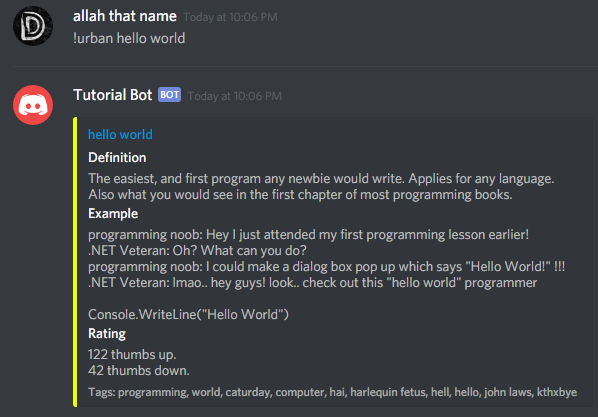 allah that name Today at 10:06 PM
!urban hello world
Tutorial Bot BOT Today at 10:06 PM
hello world
Definition
The easiest, and first program any newbie would write. Applies for any language.
Also what you would see in the first chapter of most programming books.
Example
programming noob: Hey I just attended my first programming lesson earlier!
.NET Veteran: Oh? What can you do?
programming noob: I could make a dialog box pop up which says "Hello World!" !!!
.NET Veteran: lmao.. hey guys! look.. check out this "hello world" programmer
Console.WriteLine("Hello World")
Rating
122 thumbs up.
42 thumbs down.
Tags: programming, world, caturday, computer, hai, harlequin fetus, hell, hello, john laws, kthxbye